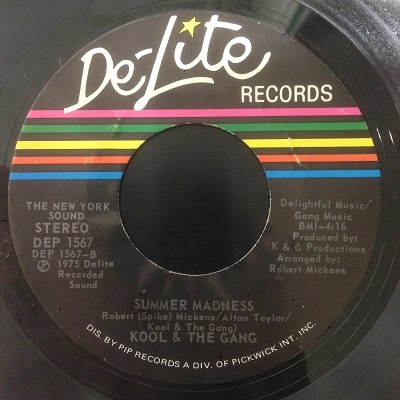 De-Lite
RECORDS
THE NEW YORK
SOUND
STEREO
DEP 1567
DEP 1567-B
Ⓟ 1975 Delite
Reccrded
Sound
Delightful Music/
Gang Music
BMI-4:16
Produced by:
K & G Productions
Arranged by:
Robert Mickens
SUMMER MADNESS
Robert (Spike) Mickens/Alton Taylor/
Kool & The Gang)
KOOL & THE GANG
DIS. BY PIP RECORDS A DIV. OF PICKWICK INT. INC.